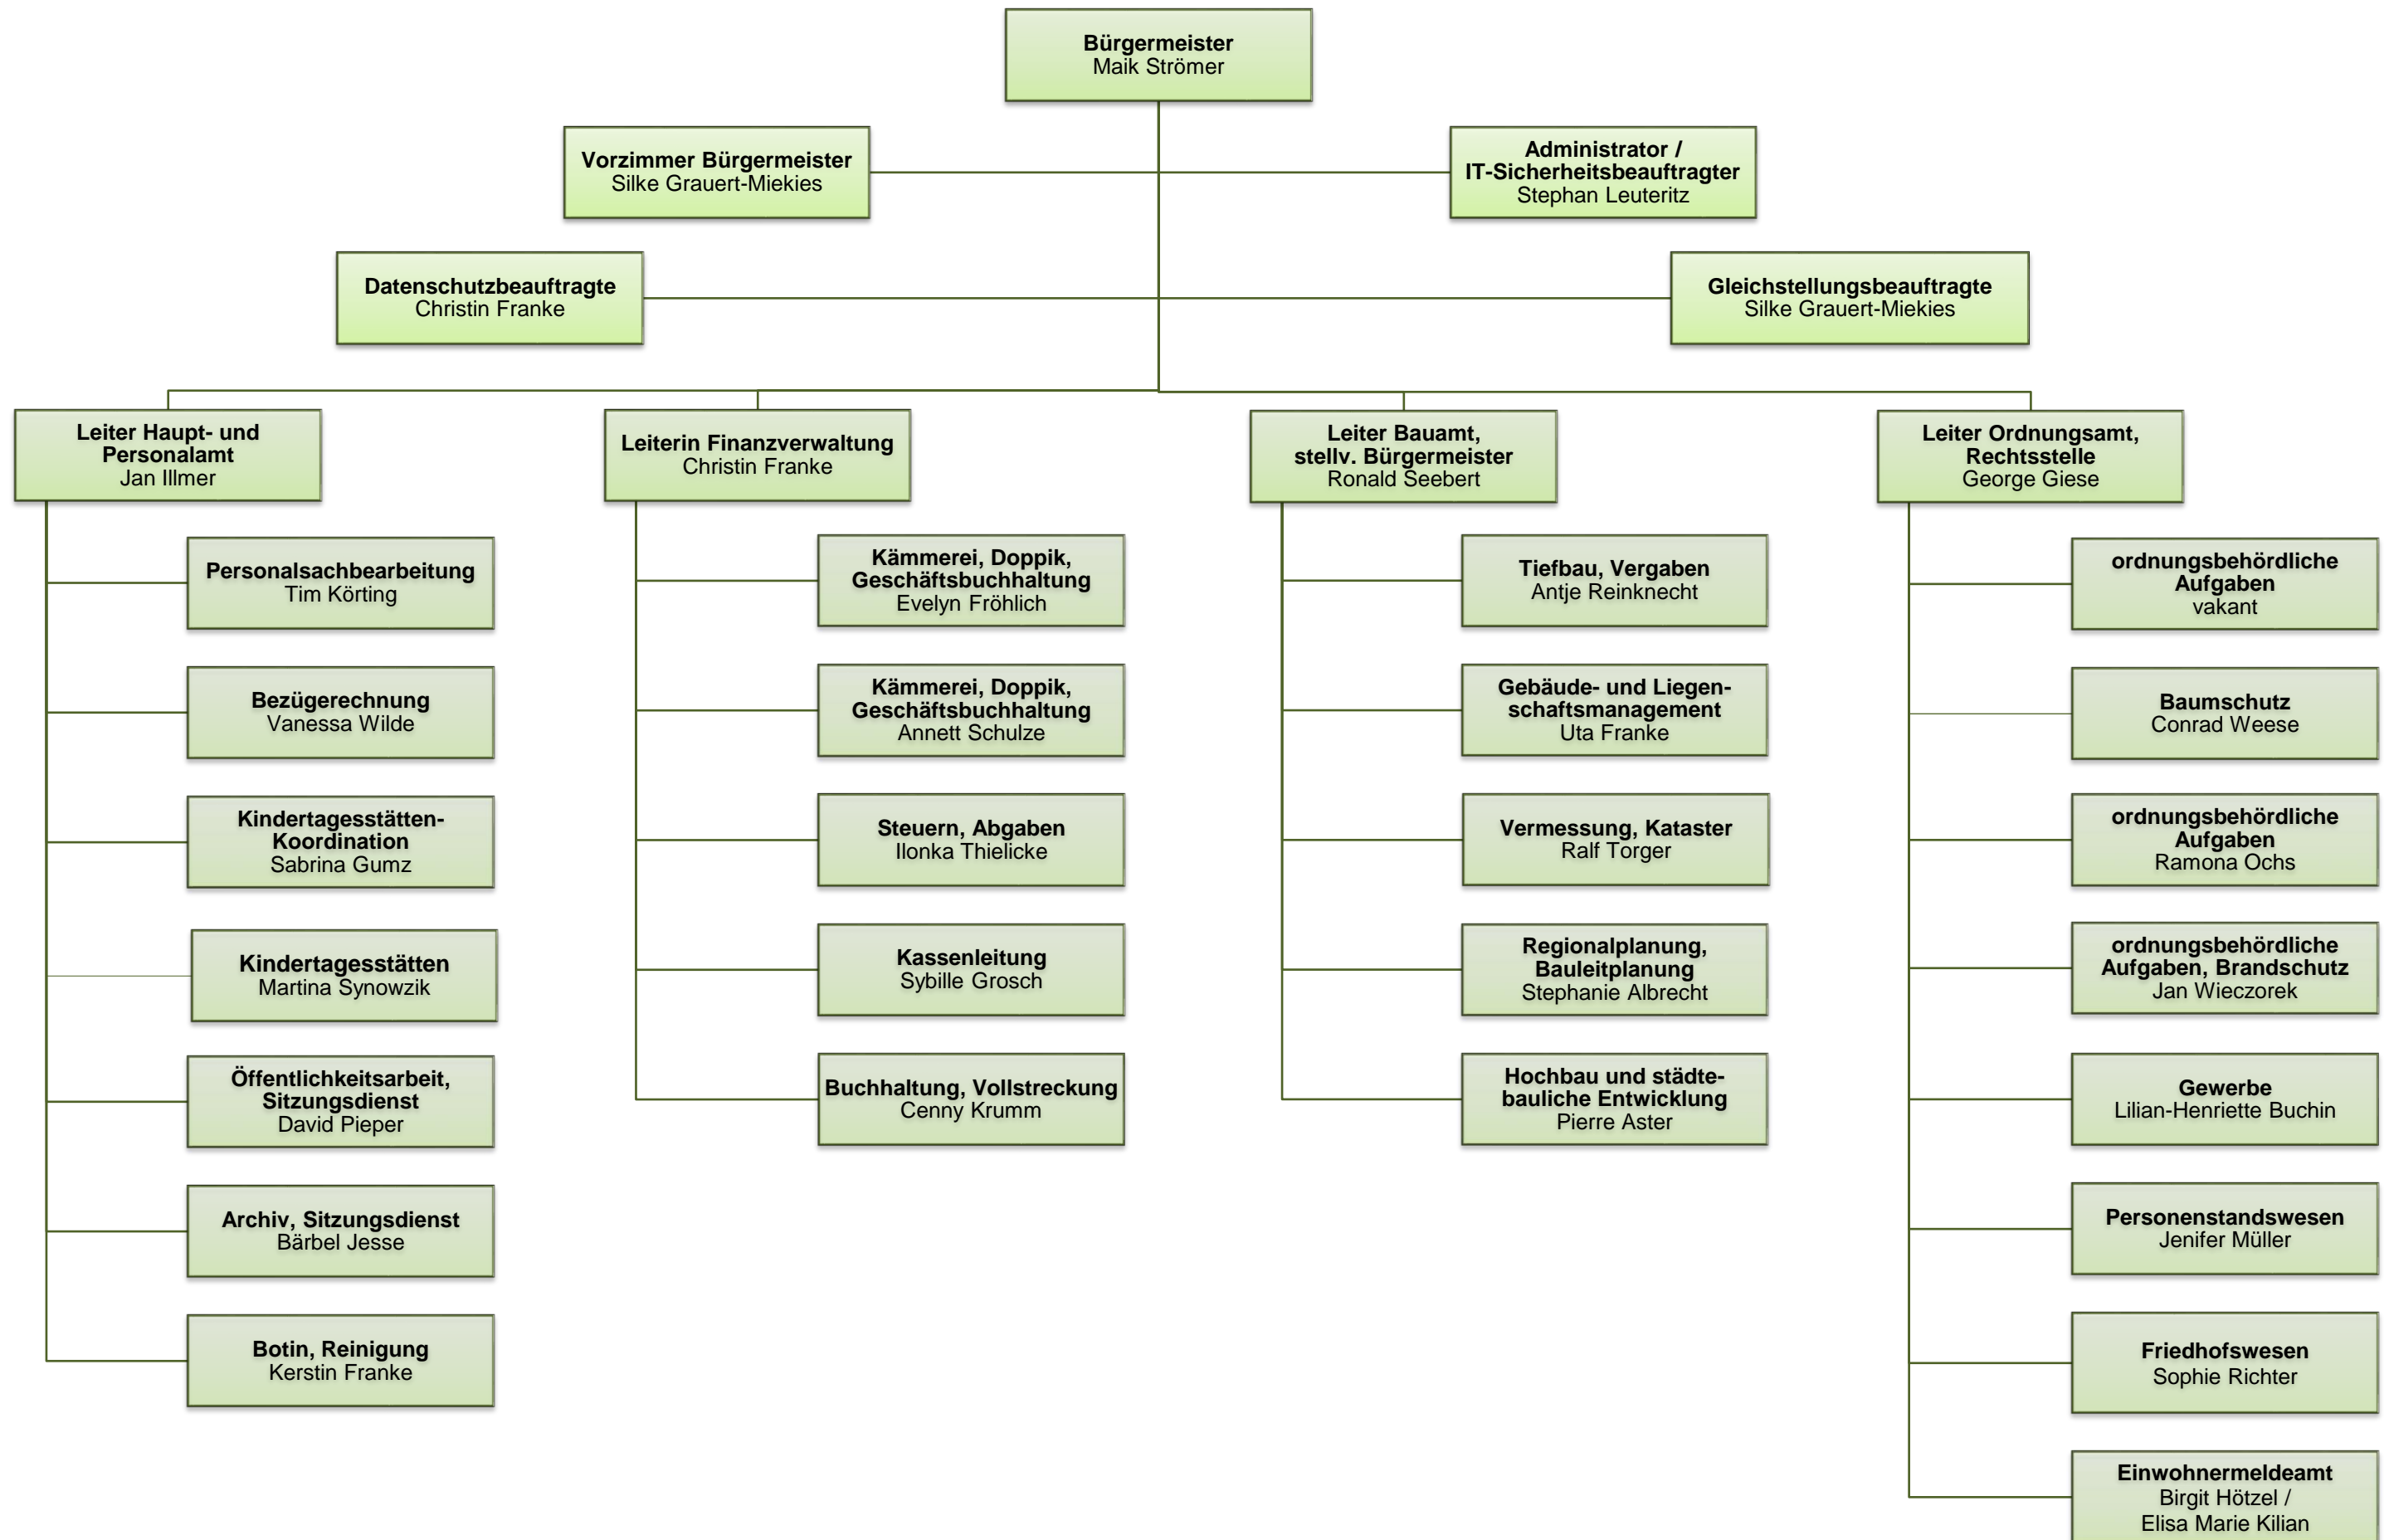 Bürgermeister
Maik Strömer
Vorzimmer Bürgermeister
Silke Grauert-Miekies
Administrator /
IT-Sicherheitsbeauftragter
Stephan Leuteritz
Datenschutzbeauftragte
Christin Franke
Gleichstellungsbeauftragte
Silke Grauert-Miekies
Leiter Haupt- und
Personalamt
Jan Illmer
Personalsachbearbeitung
Tim Körting
Bezügerechnung
Vanessa Wilde
Kindertagesstätten-
Koordination
Sabrina Gumz
Kindertagesstätten
Martina Synowzik
Öffentlichkeitsarbeit,
Sitzungsdienst
David Pieper
Archiv, Sitzungsdienst
Bärbel Jesse
Botin, Reinigung
Kerstin Franke
Leiterin Finanzverwaltung
Christin Franke
Kämmerei, Doppik,
Geschäftsbuchhaltung
Evelyn Fröhlich
Kämmerei, Doppik,
Geschäftsbuchhaltung
Annett Schulze
Steuern, Abgaben
Ilonka Thielicke
Kassenleitung
Sybille Grosch
Buchhaltung, Vollstreckung
Cenny Krumm
Leiter Bauamt,
stellv. Bürgermeister
Ronald Seebert
Tiefbau, Vergaben
Antje Reinknecht
Gebäude- und Liegen-
schaftsmanagement
Uta Franke
Vermessung, Kataster
Ralf Torger
Regionalplanung,
Bauleitplanung
Stephanie Albrecht
Hochbau und städte-
bauliche Entwicklung
Pierre Aster
Leiter Ordnungsamt,
Rechtsstelle
George Giese
ordnungsbehördliche
Aufgaben
vakant
Baumschutz
Conrad Weese
ordnungsbehördliche
Aufgaben
Ramona Ochs
ordnungsbehördliche
Aufgaben, Brandschutz
Jan Wieczorek
Gewerbe
Lilian-Henriette Buchin
Personenstandswesen
Jenifer Müller
Friedhofswesen
Sophie Richter
Einwohnermeldeamt
Birgit Hötzel /
Elisa Marie Kilian